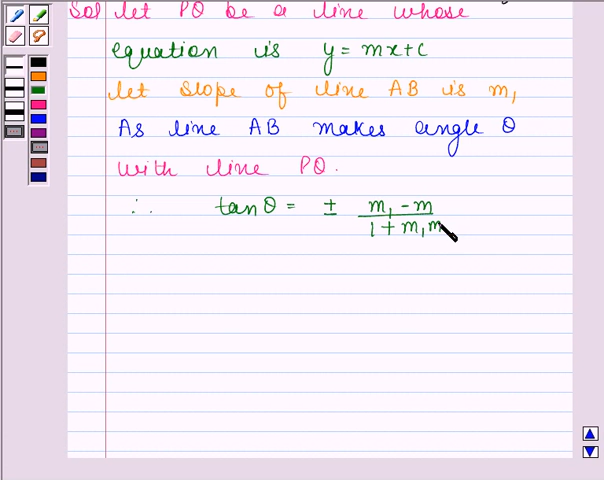 Sol let PQ be a line whose
equation is y = mx+c
let slope of line AB is m₁
As line AB makes angle θ
with line PQ.
∴ tan θ = ± m₁ - m / 1 + m₁m